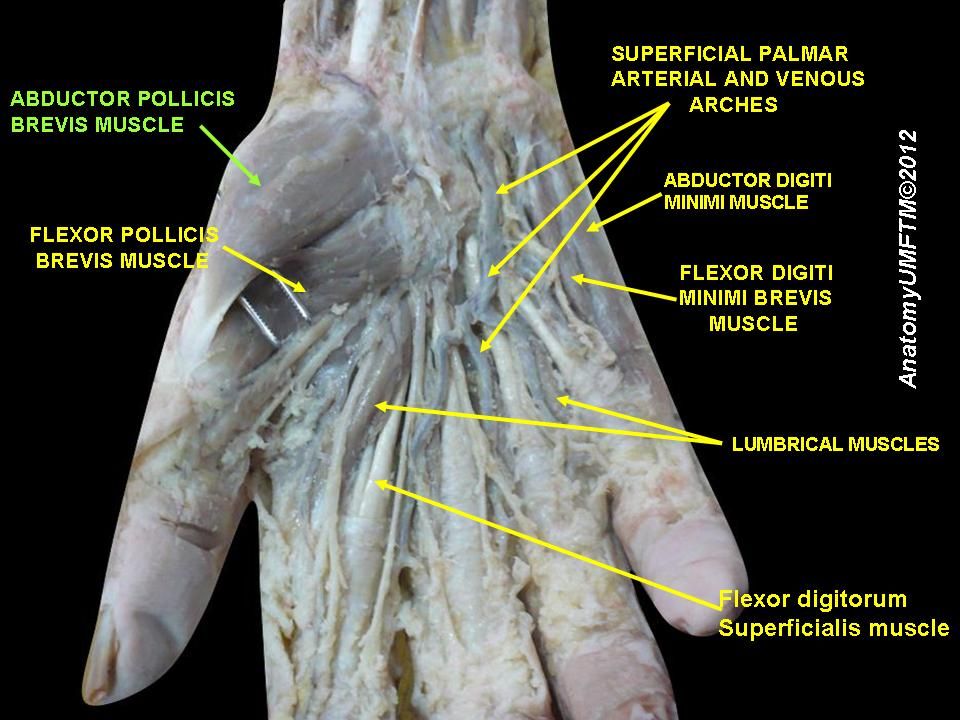 SUPERFICIAL PALMAR
ARTERIAL AND VENOUS
ARCHES
ABDUCTOR POLLICIS
BREVIS MUSCLE
ABDUCTOR DIGITI
MINIMI MUSCLE
FLEXOR POLLICIS
BREVIS MUSCLE
FLEXOR DIGITI
MINIMI BREVIS
MUSCLE
LUMBRICAL MUSCLES
Flexor digitorum
Superficialis muscle
AnatomyUMFTM©2012